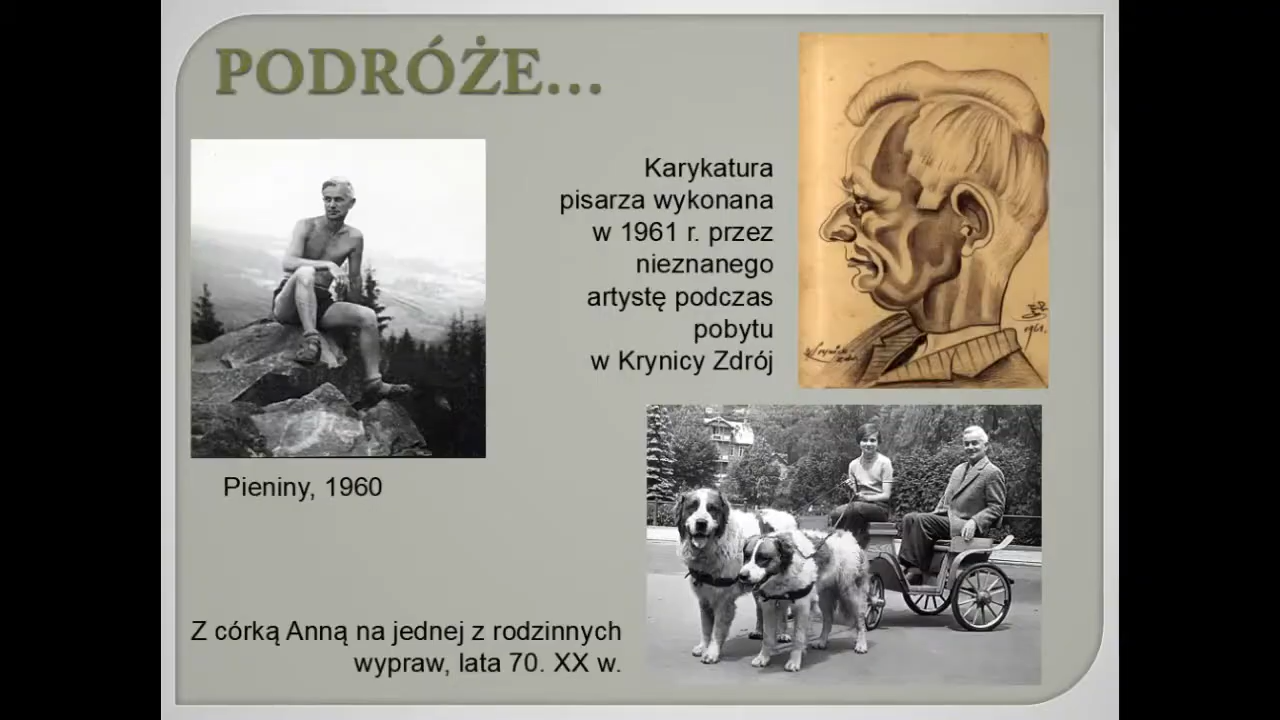 PODRÓŻE...
Karykatura
pisarza wykonana
w 1961 r. przez
nieznanego
artystę podczas
pobytu
w Krynicy Zdrój
1961.
Pieniny, 1960
Z córką Anną na jednej z rodzinnych
wypraw, lata 70. XX w.